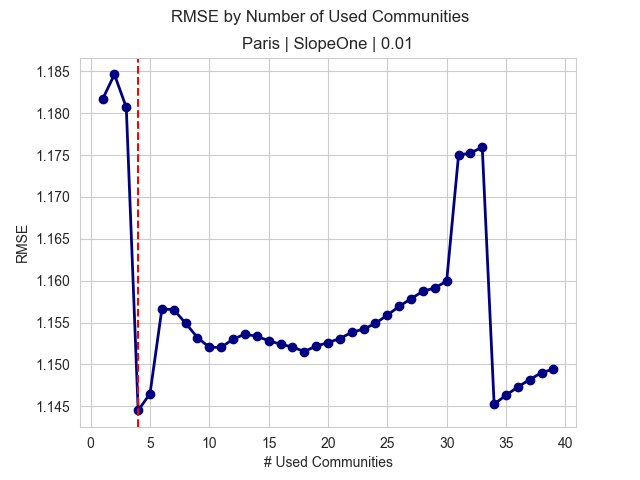 RMSE by Number of Used Communities
Paris | SlopeOne | 0.01
1.185
1.180
1.175
1.170
1.165
1.160
1.155
1.150
1.145
RMSE
0 5 10 15 20 25 30 35 40
# Used Communities